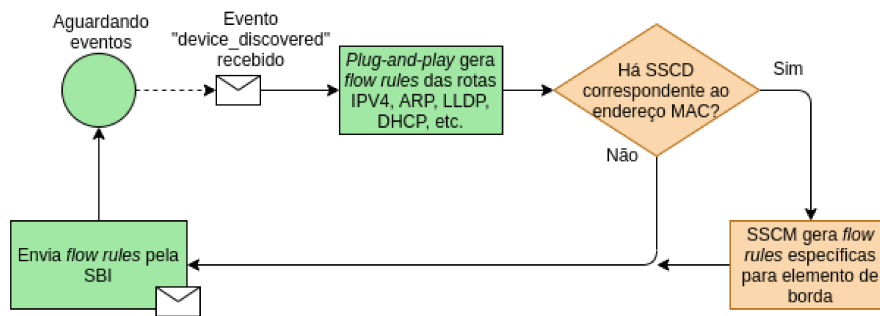 Aguardando
eventos
Evento
"device_discovered"
recebido
Plug-and-play gera
flow rules das rotas
IPV4, ARP, LLDP,
DHCP, etc.
Há SSCD
correspondente ao
endereço MAC?
Sim
Não
SSCM gera flow
rules específicas
para elemento de
borda
Envia flow rules pela
SBI